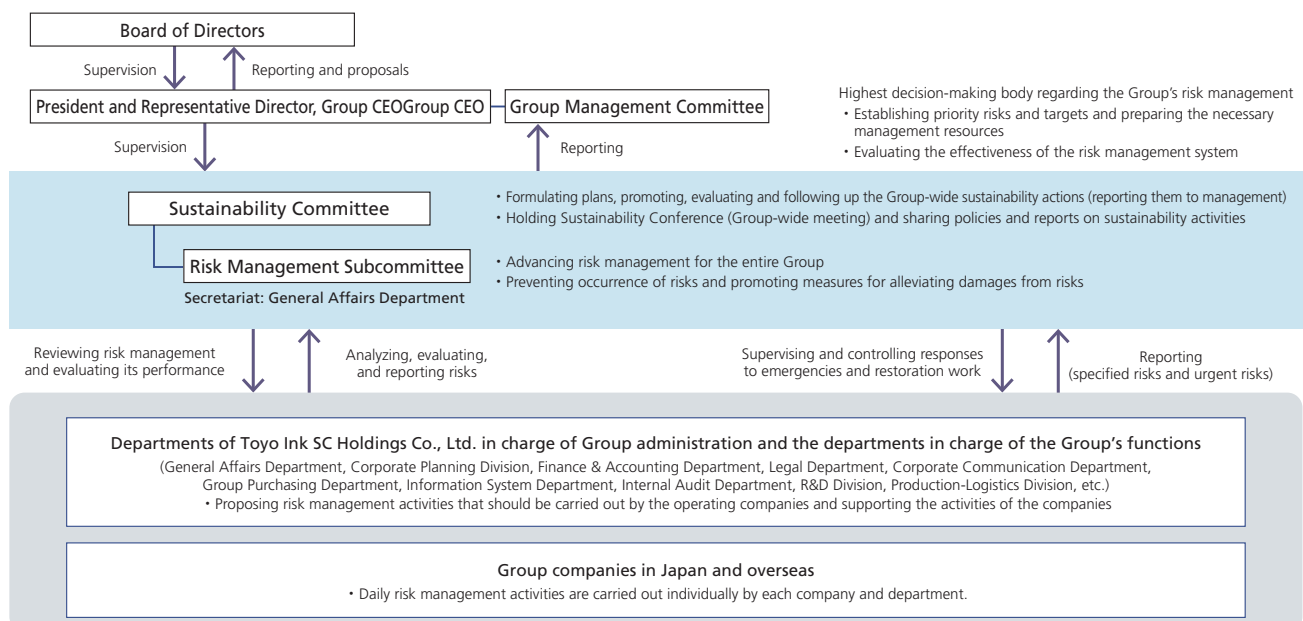 Board of Directors
Supervision
Reporting and proposals
President and Representative Director, Group CEOGroup CEO
Group Management Committee
Highest decision-making body regarding the Group's risk management
• Establishing priority risks and targets and preparing the necessary
management resources
• Evaluating the effectiveness of the risk management system
Supervision
Reporting
Sustainability Committee
• Formulating plans, promoting, evaluating and following up the Group-wide sustainability actions (reporting them to management)
• Holding Sustainability Conference (Group-wide meeting) and sharing policies and reports on sustainability activities
Risk Management Subcommittee
Secretariat: General Affairs Department
• Advancing risk management for the entire Group
• Preventing occurrence of risks and promoting measures for alleviating damages from risks
Reviewing risk management
and evaluating its performance
Analyzing, evaluating,
and reporting risks
Supervising and controlling responses
to emergencies and restoration work
Reporting
(specified risks and urgent risks)
Departments of Toyo Ink SC Holdings Co., Ltd. in charge of Group administration and the departments in charge of the Group's functions
(General Affairs Department, Corporate Planning Division, Finance & Accounting Department, Legal Department, Corporate Communication Department,
Group Purchasing Department, Information System Department, Internal Audit Department, R&D Division, Production-Logistics Division, etc.)
• Proposing risk management activities that should be carried out by the operating companies and supporting the activities of the companies
Group companies in Japan and overseas
• Daily risk management activities are carried out individually by each company and department.